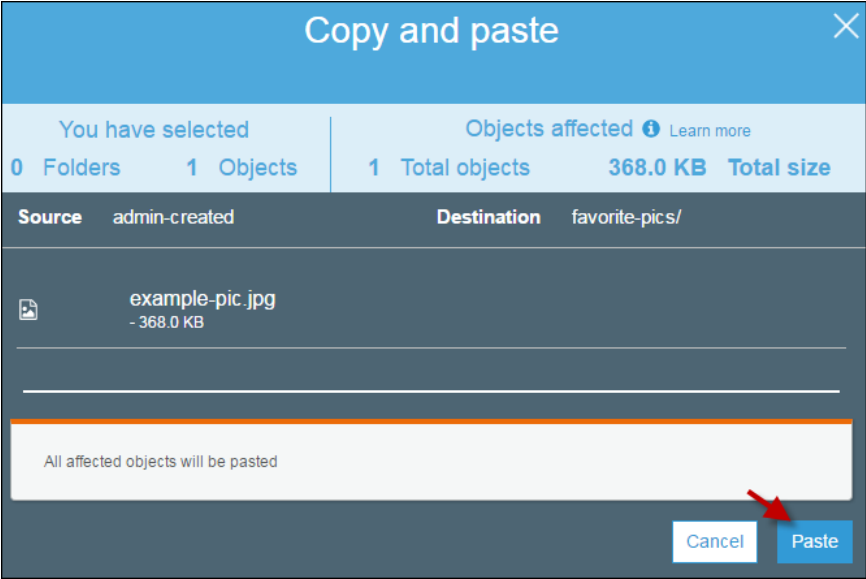 Copy and paste
You have selected
0 Folders 1 Objects
Objects affected Learn more
1 Total objects 368.0 KB Total size
Source admin-created Destination favorite-pics/
example-pic.jpg
- 368.0 KB
All affected objects will be pasted
Cancel Paste